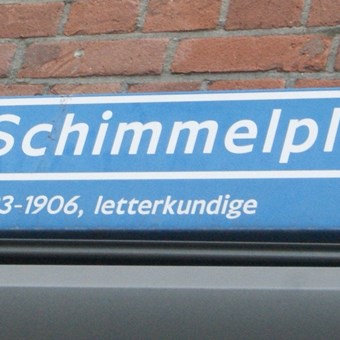 Schimmelpl
3-1906, letterkundige